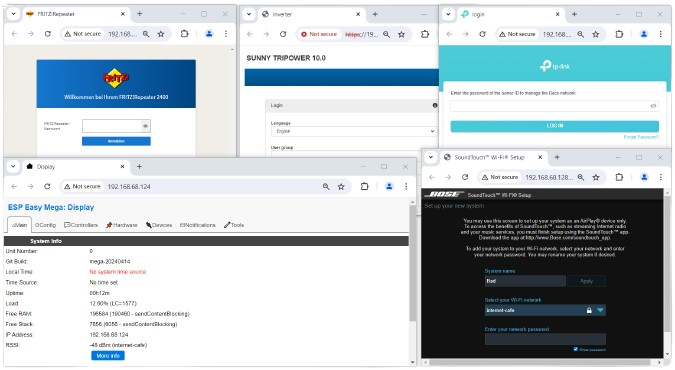 FRITZ!Repeater
Not secure 192.168....
FRITZ!
Willkommen bei Ihrem FRITZ!Repeater 2400
FRITZ!Repeater
Kennwort
Anmelden
Inverter
Not secure https://19...
SUNNY TRIPOWER 10.0
Login
Language
English
User group
login
Not secure 192.168....
tp-link
Enter the password of the owner ID to manage the Deco network.
LOG IN
Forgot Password?
Display
Not secure 192.168.68.124
ESP Easy Mega: Display
Main Config Controllers Hardware Devices Notifications Tools
System Info
Unit Number: 0
Git Build: mega-20240414
Local Time: No system time source
Time Source: No time set
Uptime 00h12m
Load: 12.60% (LC=1577)
Free RAM: 196584 (190460 - sendContentBlocking)
Free Stack: 7856 (6056 - sendContentBlocking)
IP Address: 192.168.68.124
RSSI: -48 dBm (internet-cafe)
More info
SoundTouch™ Wi-Fi® Setup
Not secure 192.168.68.128...
BOSE SoundTouch™ Wi-Fi® Setup
Set up your new system
You may use this screen to set up your system as an AirPlay® device only.
To access the benefits of SoundTouch™, such as streaming Internet radio
and your music services, you must finish setup using the SoundTouch™ app.
Download the app at http://www.Bose.com/soundtouch_app.
To add your system to your Wi-Fi network, select your network and enter
your network password. You may rename your system if desired.
System name
Bad Apply
Select your Wi-Fi network
internet-cafe
Enter your network password
Show password